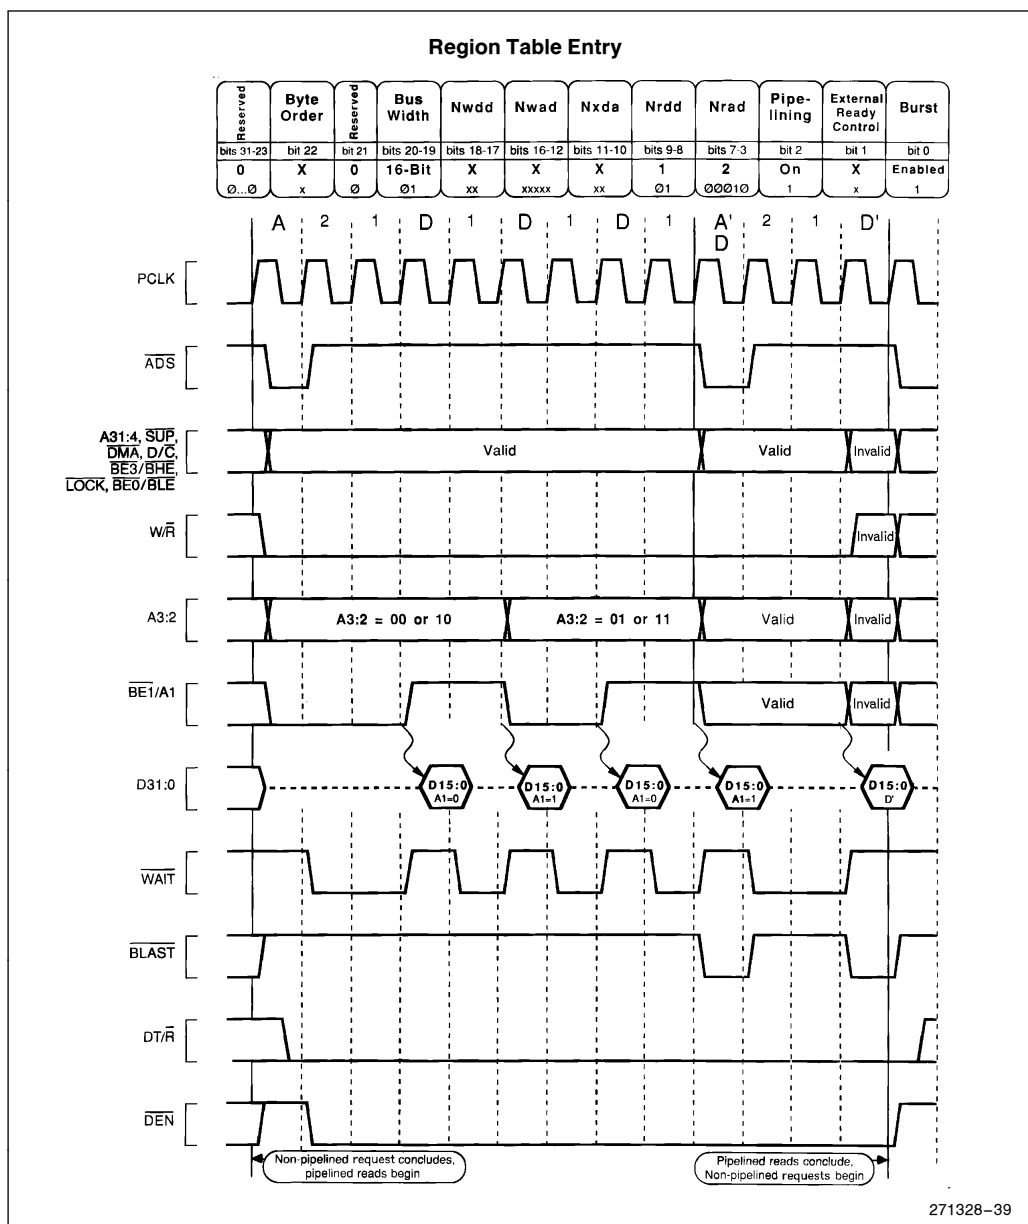 Region Table Entry
Reserved Byte Order Reserved Bus Width Nwdd Nwad Nxda Nrdd Nrad Pipe-lining External Ready Control Burst
bits 31-23 bit 22 bit 21 bits 20-19 bits 18-17 bits 16-12 bits 11-10 bits 9-8 bits 7-3 bit 2 bit 1 bit 0
0 X 0 16-Bit X X X 1 2 On X Enabled
Ø...Ø x Ø Ø1 xx xxxxx xx Ø1 ØØØ1Ø 1 x 1
A 2 1 D 1 D 1 D 1 A' 2 1 D'
D
PCLK
ADS
A31:4, SUP,
DMA, D/C,
BE3/BHE,
LOCK, BE0/BLE
Valid Valid Invalid
W/R Invalid
A3:2 A3:2 = 00 or 10 A3:2 = 01 or 11 Valid Invalid
BE1/A1 Valid Invalid
D31:0 D15:0 D15:0 D15:0 D15:0 D15:0
A1=0 A1=1 A1=0 A1=1 D'
WAIT
BLAST
DT/R
DEN
Non-pipelined request concludes,
pipelined reads begin
Pipelined reads conclude,
Non-pipelined requests begin
271328–39